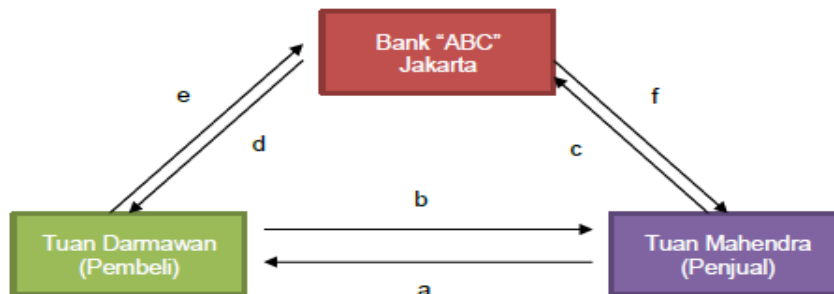 Bank “ABC”
Jakarta
e
f
d
c
b
Tuan Darmawan
(Pembeli)
Tuan Mahendra
(Penjual)
a